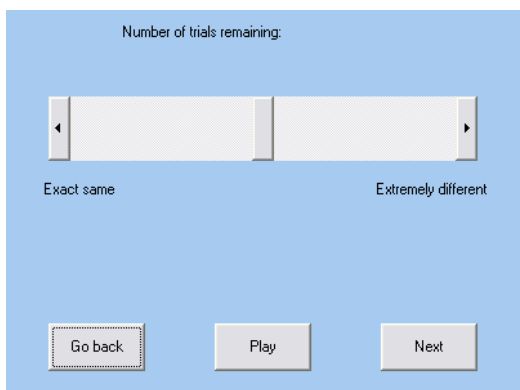 Number of trials remaining:
Exact same
Extremely different
Go back
Play
Next